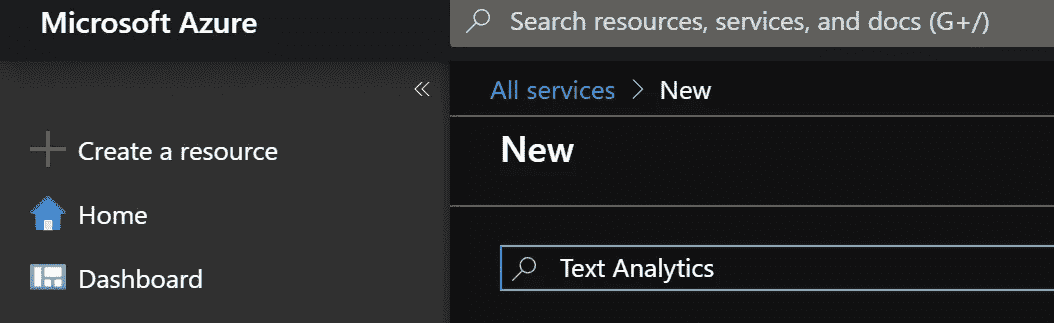 Microsoft Azure
Search resources, services, and docs (G+/)
«
All services > New
Create a resource
New
Home
Text Analytics
Dashboard